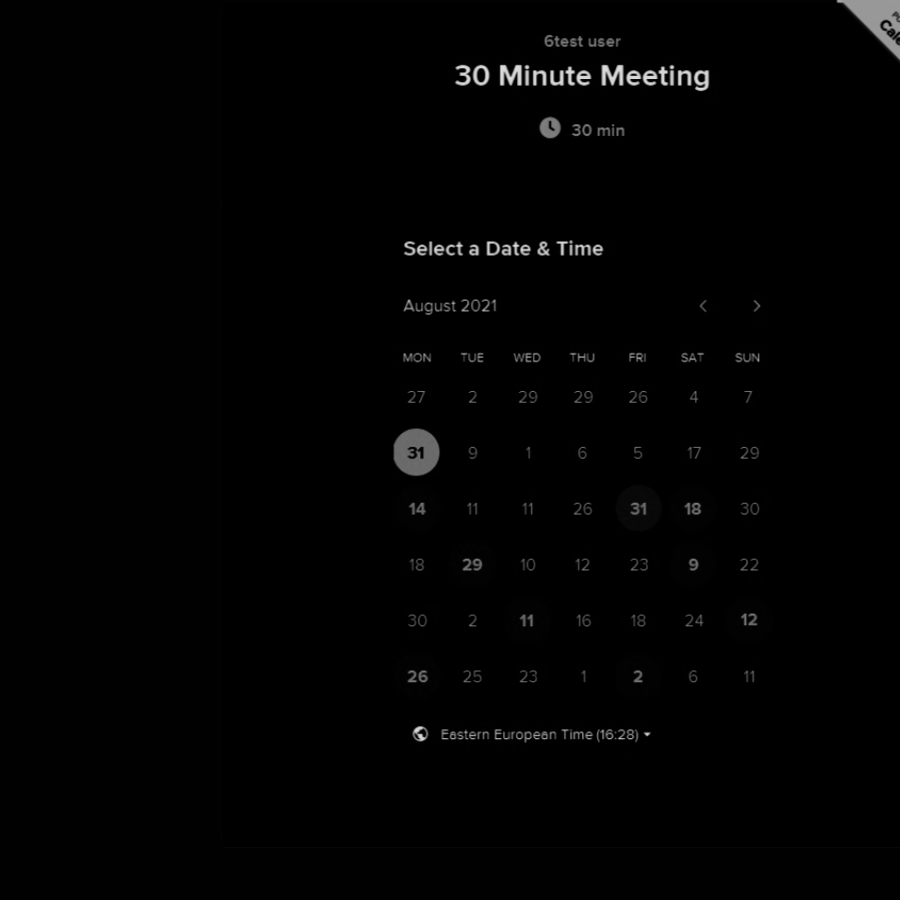 6test user
30 Minute Meeting
30 min
Select a Date & Time
August 2021
MON TUE WED THU FRI SAT SUN
27 2 29 29 26 4 7
31 9 1 6 5 17 29
14 11 11 26 31 18 30
18 29 10 12 23 9 22
30 2 11 16 18 24 12
26 25 23 1 2 6 11
Eastern European Time (16:28)